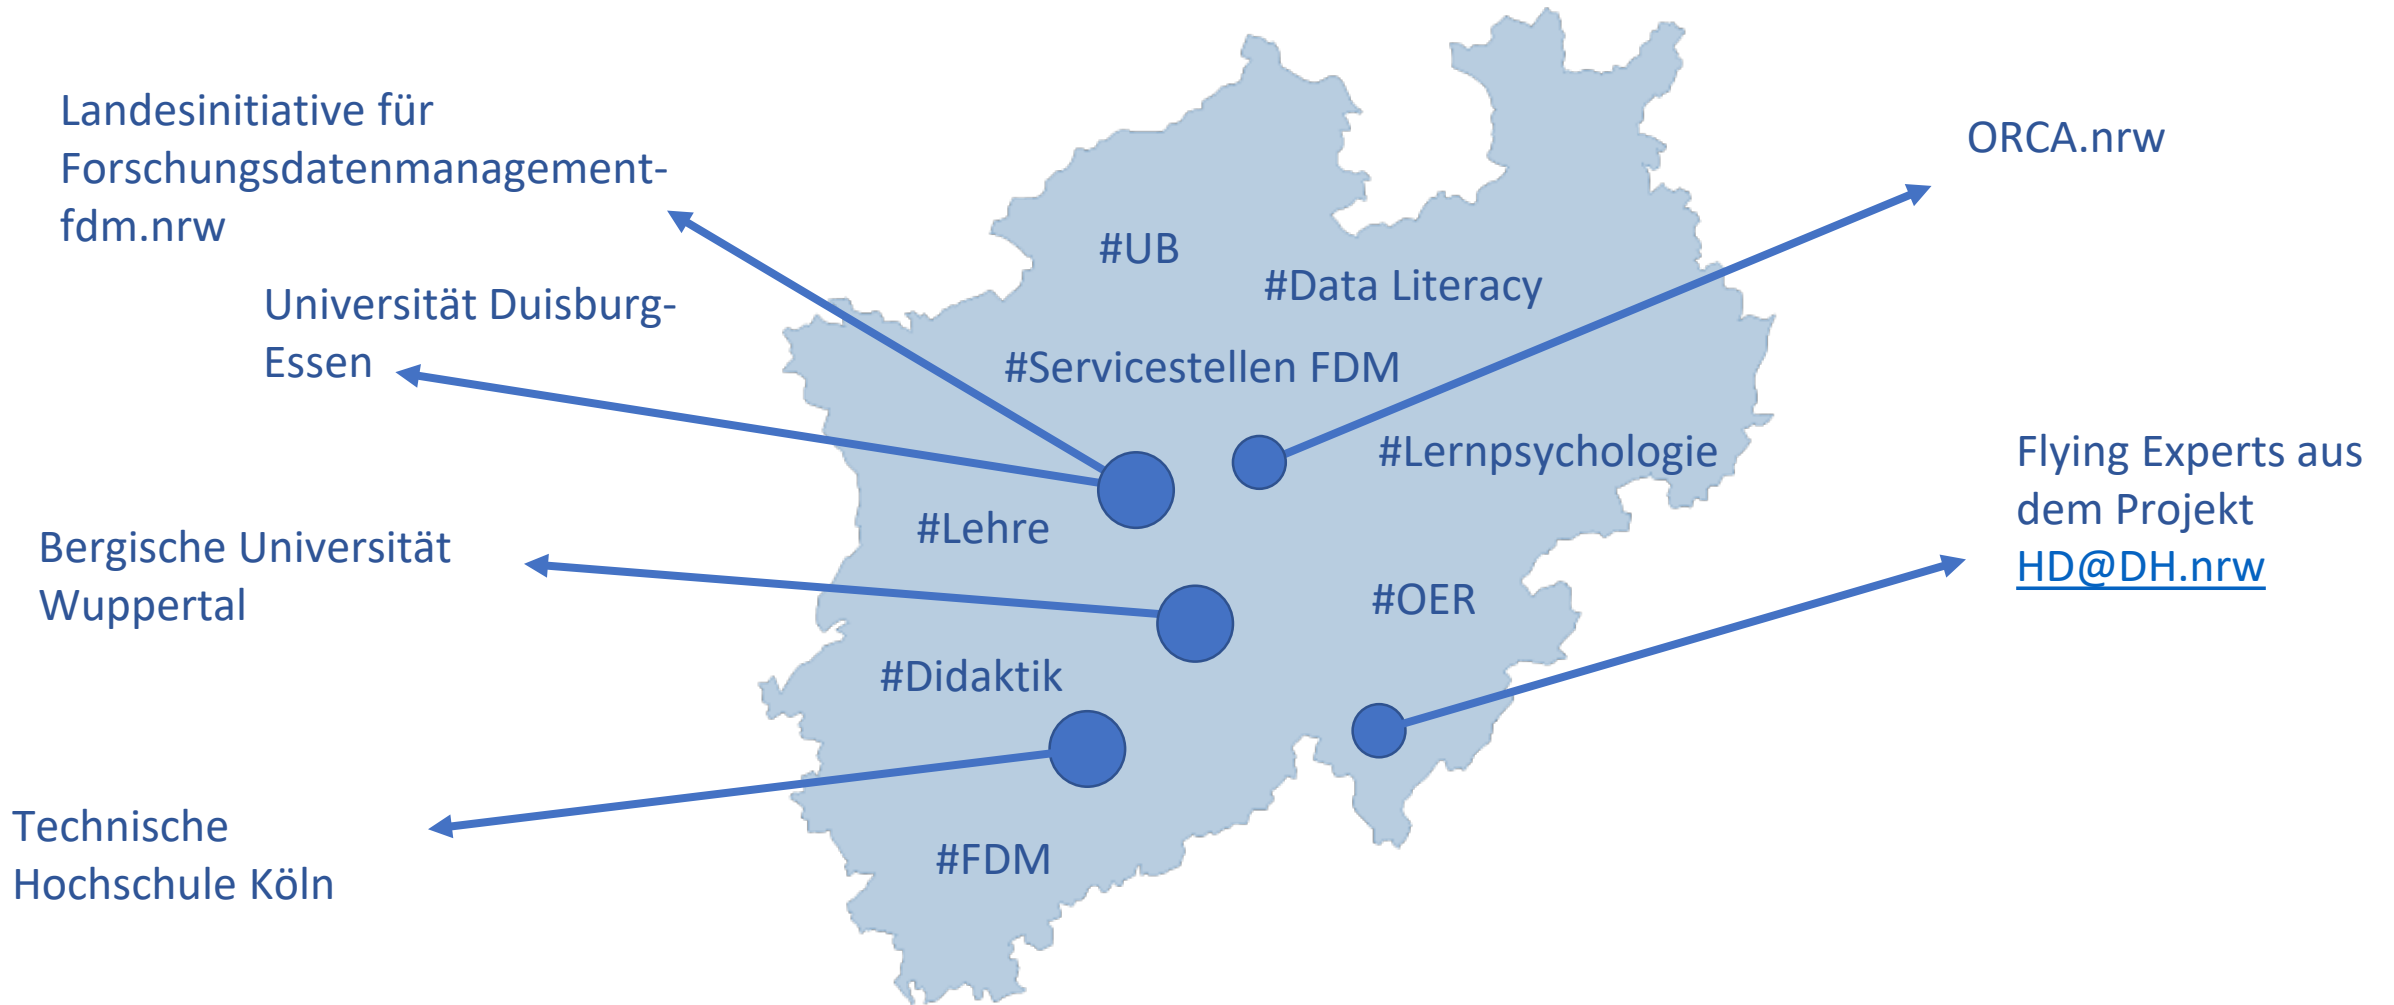 Landesinitiative für
Forschungsdatenmanagement-
fdm.nrw
Universität Duisburg-
Essen
Bergische Universität
Wuppertal
Technische
Hochschule Köln
#UB
#Data Literacy
#Servicestellen FDM
#Lernpsychologie
#Lehre
#OER
#Didaktik
#FDM
ORCA.nrw
Flying Experts aus
dem Projekt
HD@DH.nrw